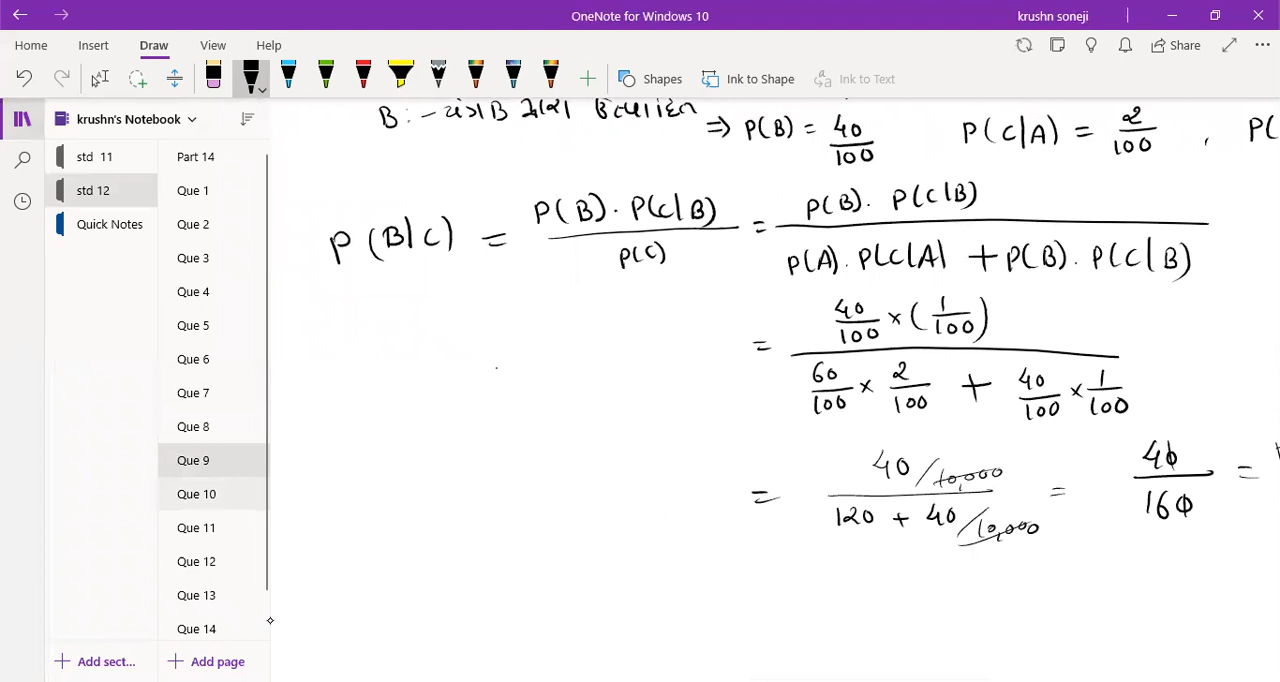 OneNote for Windows 10
krushn soneji
Home Insert Draw View Help
Share
Shapes Ink to Shape Ink to Text
krushn's Notebook
std 11
std 12
Quick Notes
Part 14
Que 1
Que 2
Que 3
Que 4
Que 5
Que 6
Que 7
Que 8
Que 9
Que 10
Que 11
Que 12
Que 13
Que 14
Add sect...
Add page
B :-
⇒ P(B) = 40/100 P(C|A) = 2/100 , P(
P(B|C) = P(B) · P(C|B) / P(C) = P(B) · P(C|B) / P(A) · P(C|A) + P(B) · P(C|B)
= 40/100 × (1/100) / 60/100 × 2/100 + 40/100 × 1/100
= 40/10,000 / 120 + 40/10,000 = 40/160 =